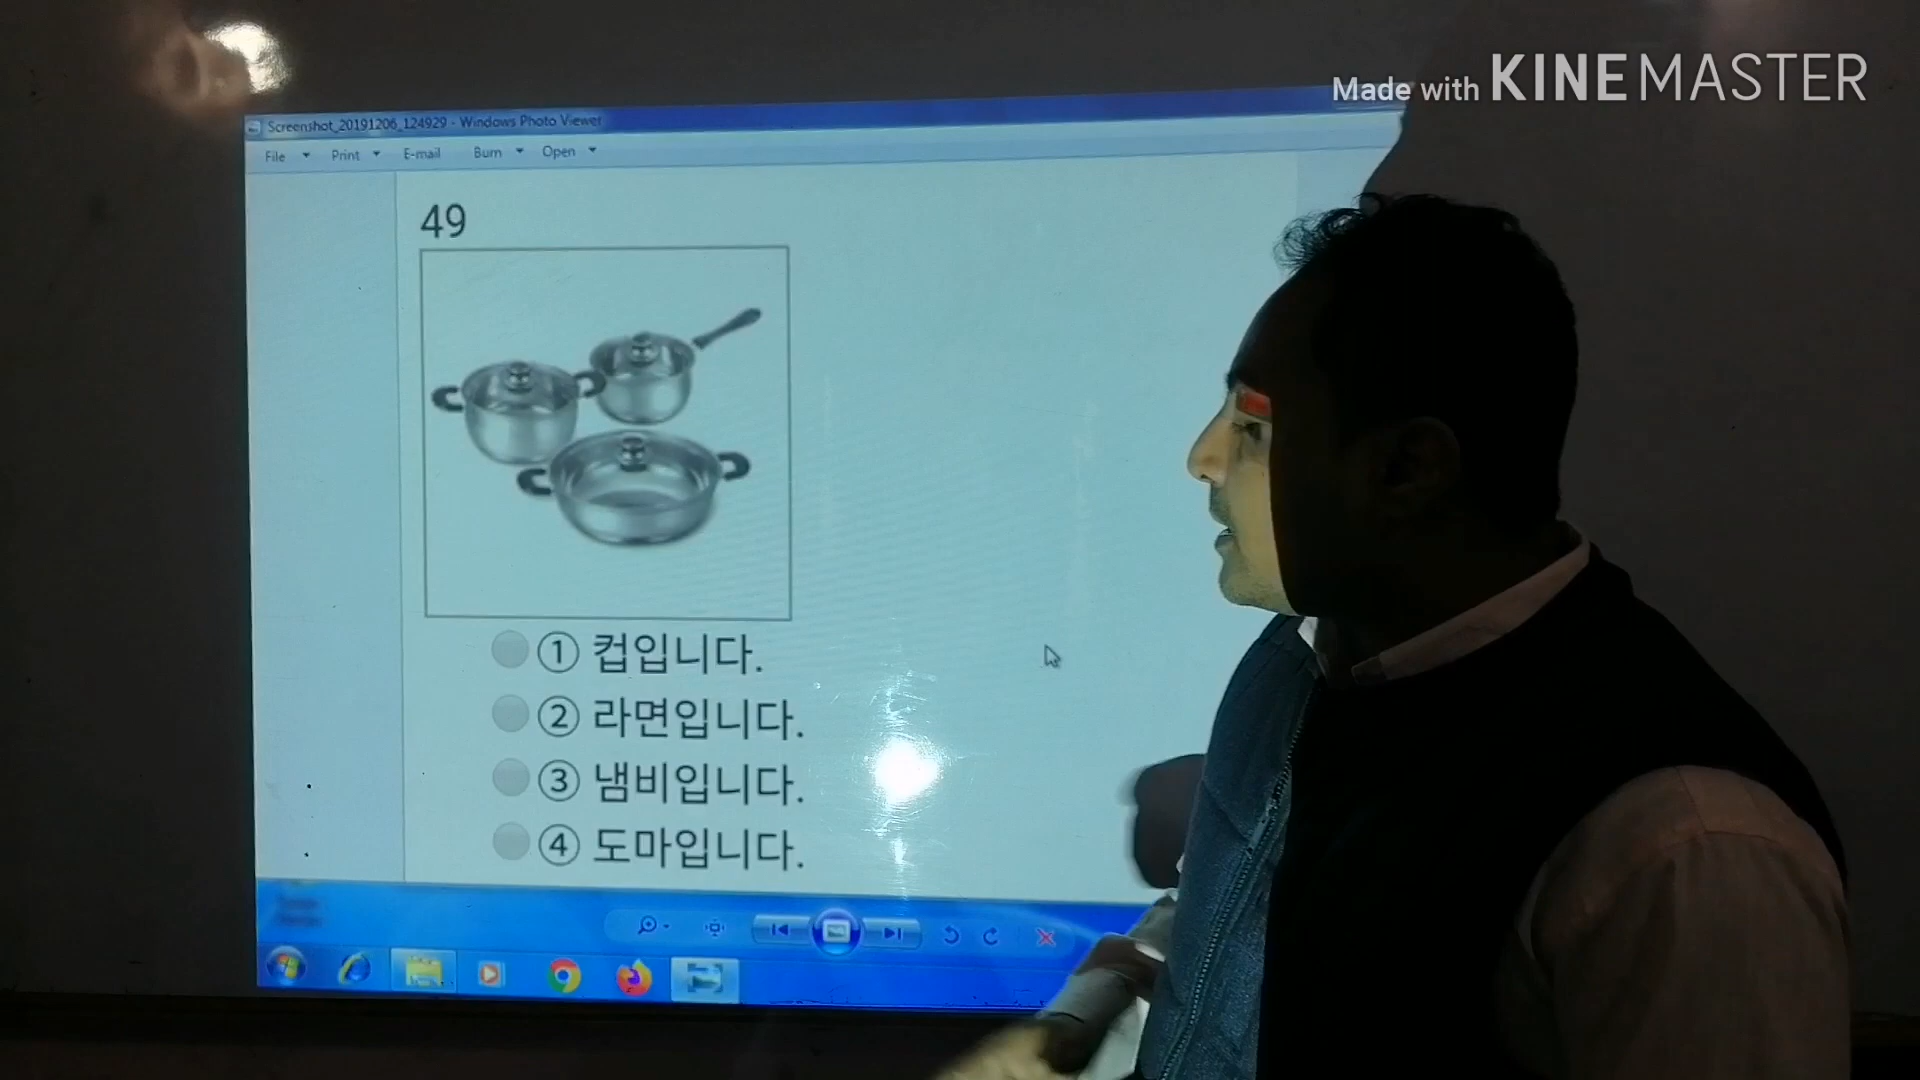 Made with KINEMASTER
Screenshot_20191206_124929 - Windows Photo Viewer
File Print E-mail Burn Open
49
① 컵입니다.
② 라면입니다.
③ 냄비입니다.
④ 도마입니다.